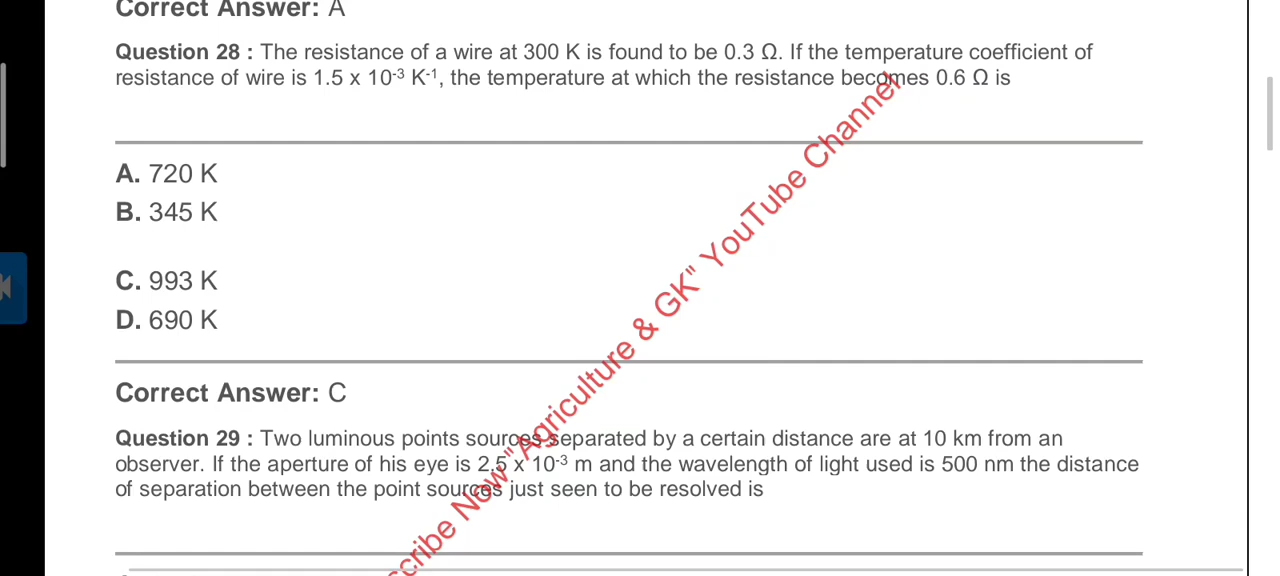 Correct Answer: A
Question 28 : The resistance of a wire at 300 K is found to be 0.3 Ω. If the temperature coefficient of
resistance of wire is 1.5 x 10⁻³ K⁻¹, the temperature at which the resistance becomes 0.6 Ω is
A. 720 K
B. 345 K
C. 993 K
D. 690 K
Correct Answer: C
Question 29 : Two luminous points sources separated by a certain distance are at 10 km from an
observer. If the aperture of his eye is 2.5 x 10⁻³ m and the wavelength of light used is 500 nm the distance
of separation between the point sources just seen to be resolved is
cribe Now "Agriculture & GK" YouTube Channel